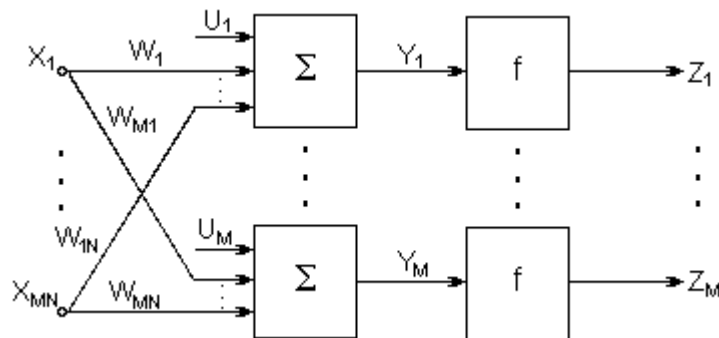 U1
X1 W1 Σ Y1 f Z1
WM1
W1N
UM
XMN WMN Σ YM f ZM